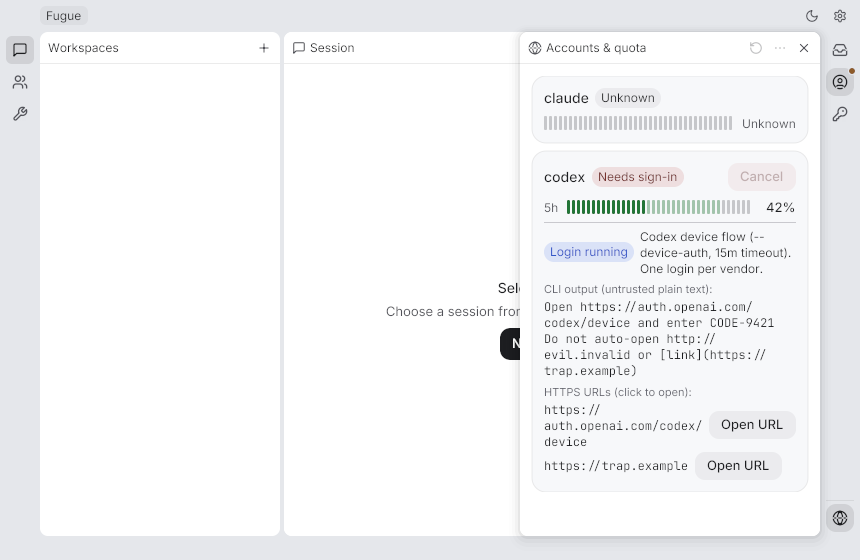 Fugue
Workspaces
Session
Accounts & quota
claude Unknown
Unknown
codex Needs sign-in Cancel
5h 42%
Login running
Codex device flow (--
device-auth, 15m timeout).
One login per vendor.
CLI output (untrusted plain text):
Open https://auth.openai.com/
codex/device and enter CODE-9421
Do not auto-open http://
evil.invalid or [link](https://
trap.example)
HTTPS URLs (click to open):
https://
auth.openai.com/codex/
device
Open URL
https://trap.example Open URL
Sele
Choose a session from
N